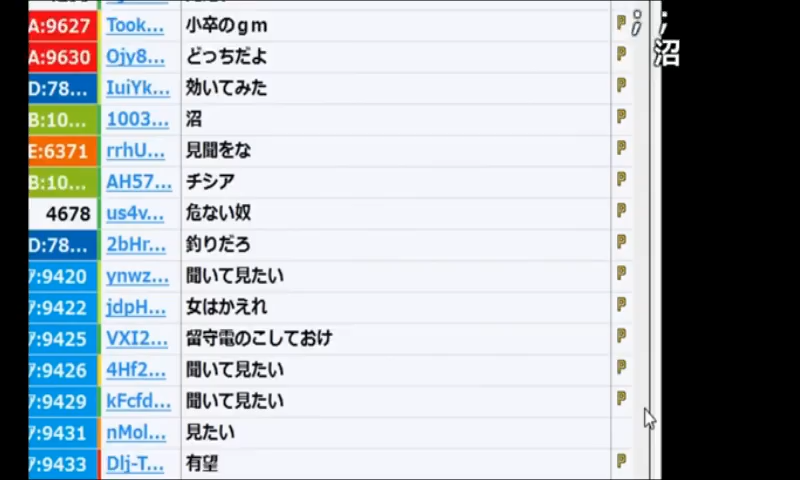 A:9627 Took... 小卒のgm P ; ;
沼
A:9630 Ojy8... どっちだよ P
D:78... IuiYk... 効いてみた P
B:10... 1003... 沼 P
E:6371 rrhU... 見聞をな P
B:10... AH57... チシア P
4678 us4v... 危ない奴 P
D:78... 2bHr... 釣りだろ P
7:9420 ynwz... 聞いて見たい P
7:9422 jdpH... 女はかえれ P
7:9425 VXI2... 留守電のこしておけ P
7:9426 4Hf2... 聞いて見たい P
7:9429 kFcfd... 聞いて見たい P
7:9431 nMol... 見たい
7:9433 Dlj-T... 有望 P